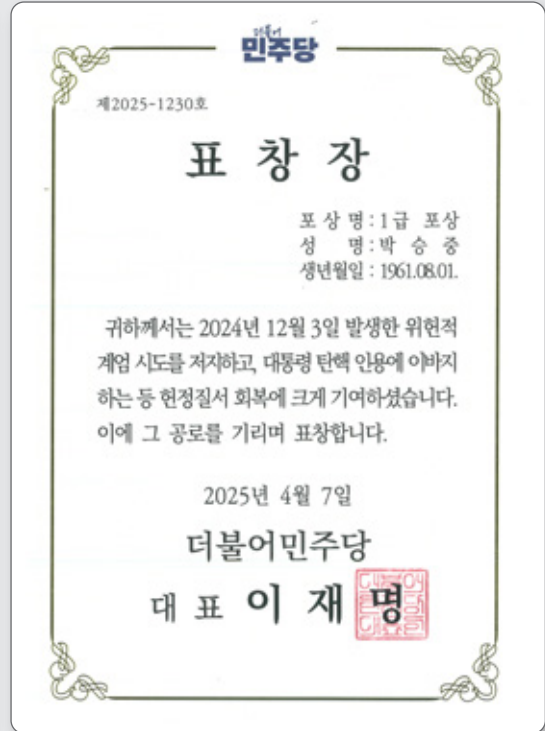 더불어
민주당
제2025-1230호
표 창 장
포 상 명 : 1급 포상
성 명 : 박 승 중
생년월일 : 1961.08.01.
귀하께서는 2024년 12월 3일 발생한 위헌적
계엄 시도를 저지하고, 대통령 탄핵 인용에 이바지
하는 등 헌정질서 회복에 크게 기여하셨습니다.
이에 그 공로를 기리며 표창합니다.
2025년 4월 7일
더불어민주당
대 표 이 재 명